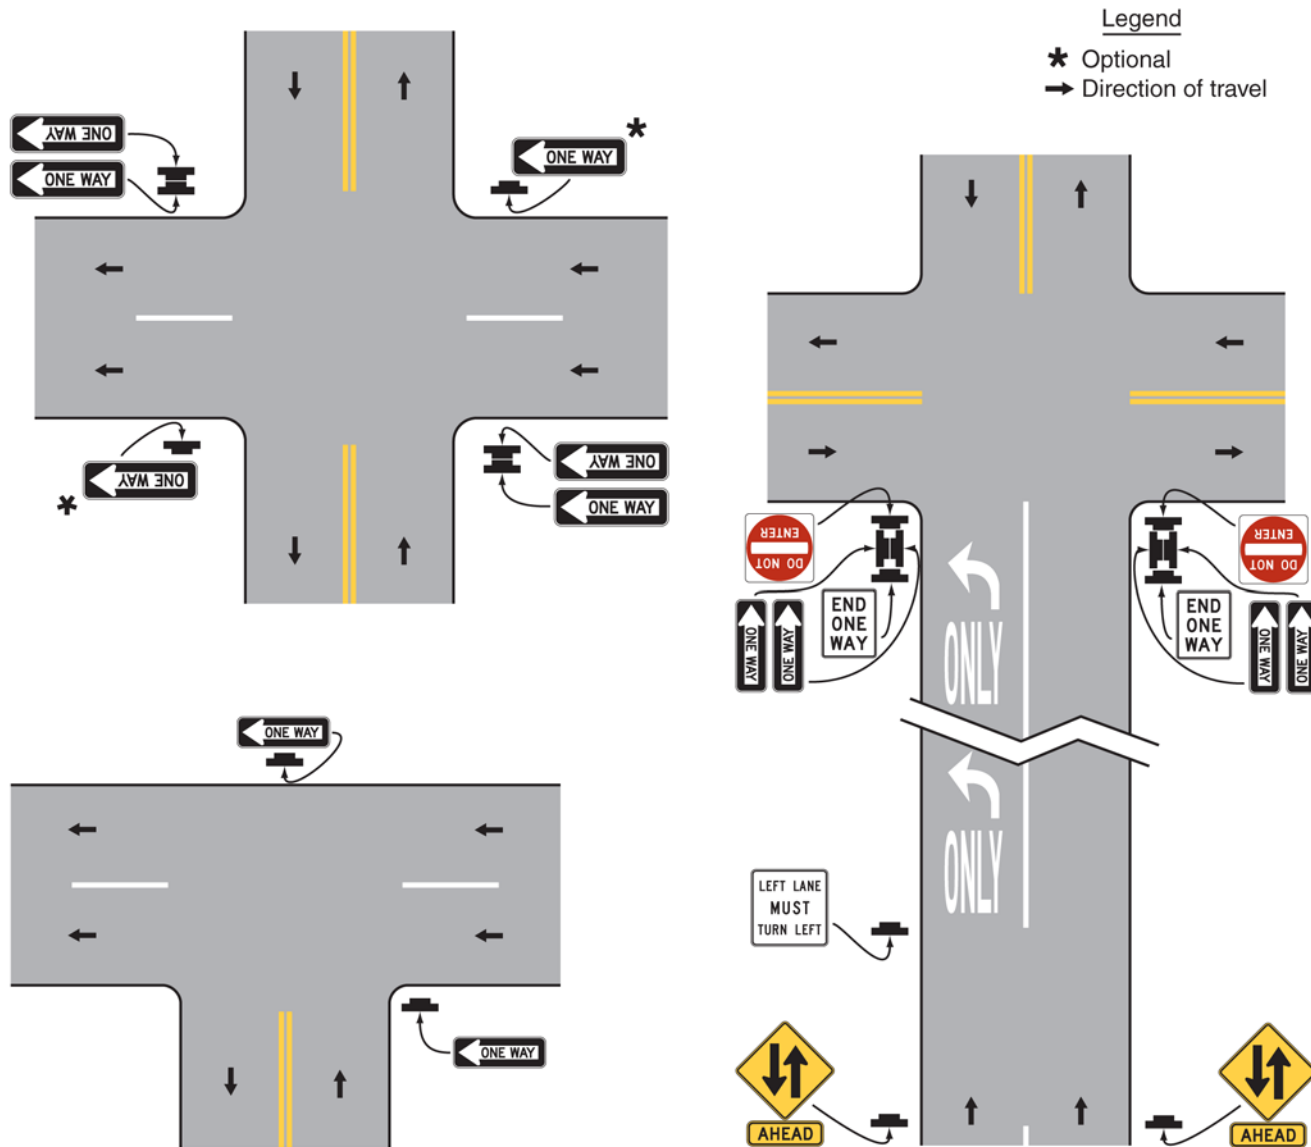 Legend
* Optional
Direction of travel
ONE WAY
ONE WAY
ONE WAY
*
ONE WAY
*
ONE WAY
ONE WAY
ONE WAY
ONE WAY
DO NOT
ENTER
ONE WAY
ONE WAY
END
ONE
WAY
ONLY
DO NOT
ENTER
END
ONE
WAY
ONE WAY
ONE WAY
ONLY
LEFT LANE
MUST
TURN LEFT
AHEAD
AHEAD